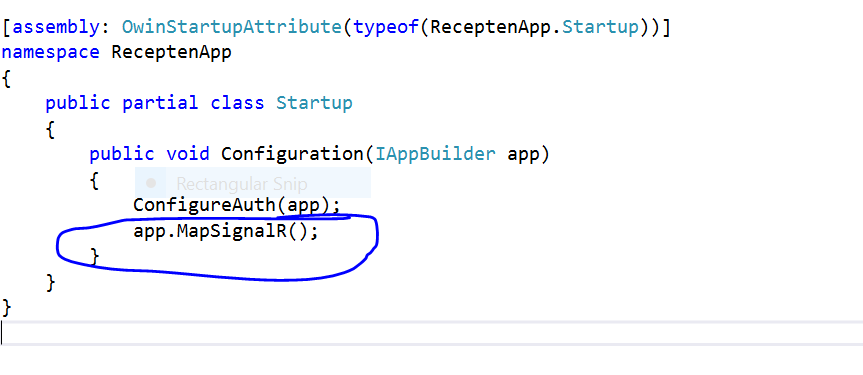 [assembly: OwinStartupAttribute(typeof(ReceptenApp.Startup))]
namespace ReceptenApp
{
    public partial class Startup
    {
        public void Configuration(IAppBuilder app)
        {
Rectangular Snip
            ConfigureAuth(app);
            app.MapSignalR();
        }
    }
}